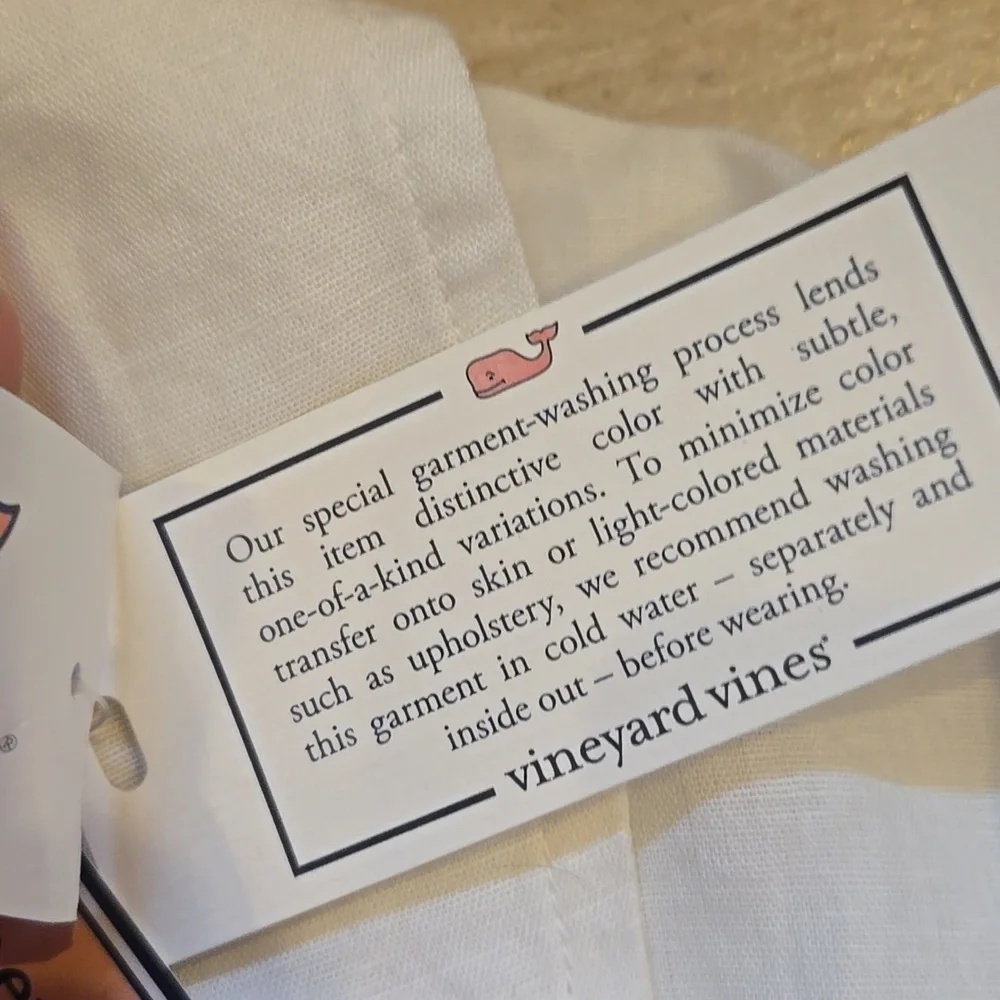 Our special garment-washing process lends
this item distinctive color with subtle,
one-of-a-kind variations. To minimize color
transfer onto skin or light-colored materials
such as upholstery, we recommend washing
this garment in cold water – separately and
inside out – before wearing.
vineyard vines®
®